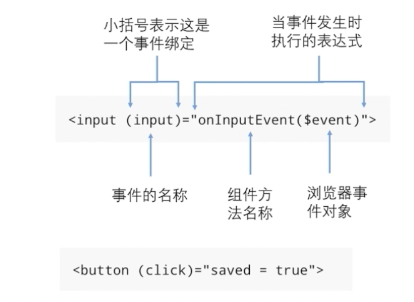 小括号表示这是
一个事件绑定
当事件发生时
执行的表达式
<input (input)="onInputEvent($event)">
事件的名称
组件方
法名称
浏览器事
件对象
<button (click)="saved = true">